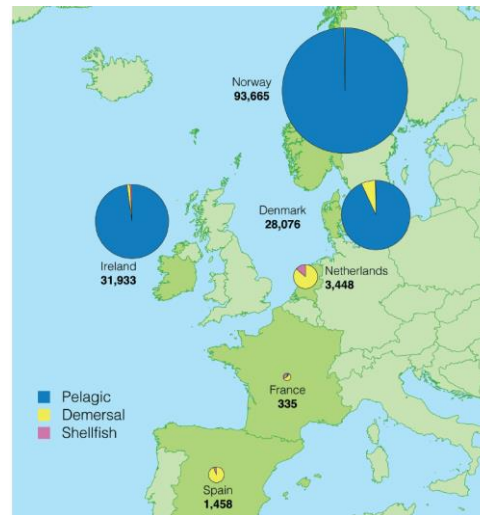 Norway
93,665
Denmark
28,076
Ireland
31,933
Netherlands
3,448
France
335
Pelagic
Demersal
Shellfish
Spain
1,458